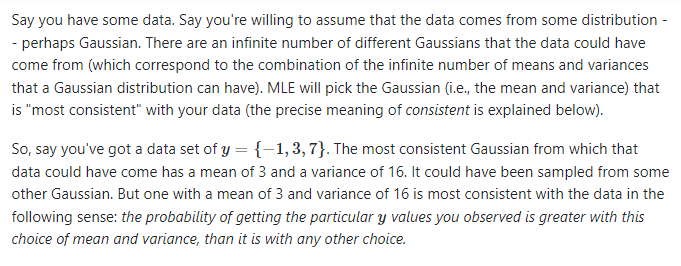 Say you have some data. Say you're willing to assume that the data comes from some distribution -
- perhaps Gaussian. There are an infinite number of different Gaussians that the data could have
come from (which correspond to the combination of the infinite number of means and variances
that a Gaussian distribution can have). MLE will pick the Gaussian (i.e., the mean and variance) that
is "most consistent" with your data (the precise meaning of consistent is explained below).
So, say you've got a data set of y = {−1, 3, 7}. The most consistent Gaussian from which that
data could have come has a mean of 3 and a variance of 16. It could have been sampled from some
other Gaussian. But one with a mean of 3 and variance of 16 is most consistent with the data in the
following sense: the probability of getting the particular y values you observed is greater with this
choice of mean and variance, than it is with any other choice.